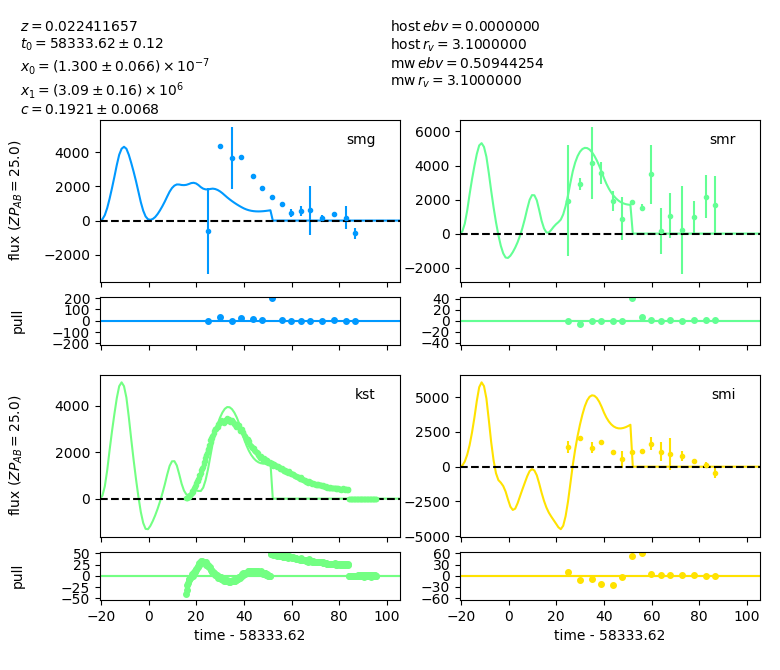 z = 0.022411657
t₀ = 58333.62 ± 0.12
x₀ = (1.300 ± 0.066) × 10⁻⁷
x₁ = (3.09 ± 0.16) × 10⁶
c = 0.1921 ± 0.0068
host ebv = 0.0000000
host r_v = 3.1000000
mw ebv = 0.50944254
mw r_v = 3.1000000
flux (ZP_AB = 25.0)
4000
2000
0
−2000
smg
6000
4000
2000
0
−2000
smr
pull
200
100
0
−100
−200
40
20
0
−20
−40
flux (ZP_AB = 25.0)
4000
2000
0
kst
5000
2500
0
−2500
−5000
smi
pull
50
25
0
−25
−50
60
30
0
−30
−60
−20 0 20 40 60 80 100
−20 0 20 40 60 80 100
time - 58333.62
time - 58333.62